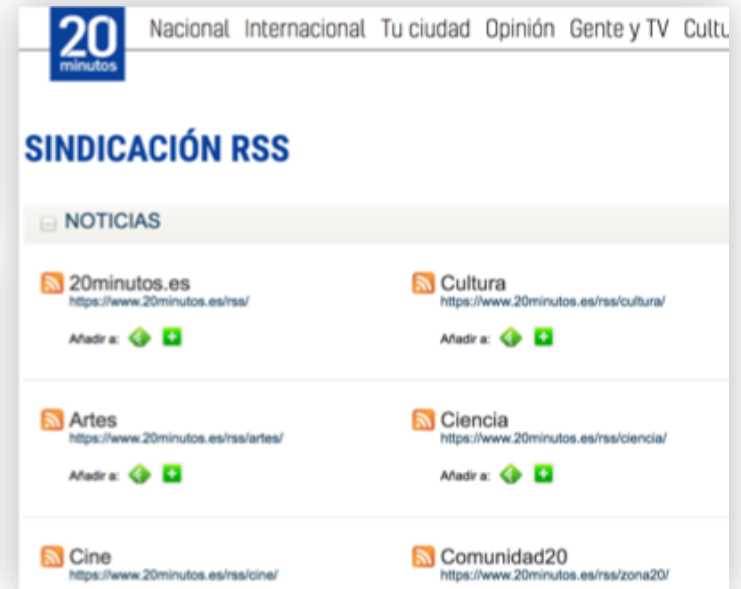 20
minutos
Nacional Internacional Tu ciudad Opinión Gente y TV Cultu
SINDICACIÓN RSS
NOTICIAS
20minutos.es
https://www.20minutos.es/rss/
Añadir a:
Cultura
https://www.20minutos.es/rss/cultura/
Añadir a:
Artes
https://www.20minutos.es/rss/artes/
Añadir a:
Ciencia
https://www.20minutos.es/rss/ciencia/
Añadir a:
Cine
https://www.20minutos.es/rss/cine/
Comunidad20
https://www.20minutos.es/rss/zona20/